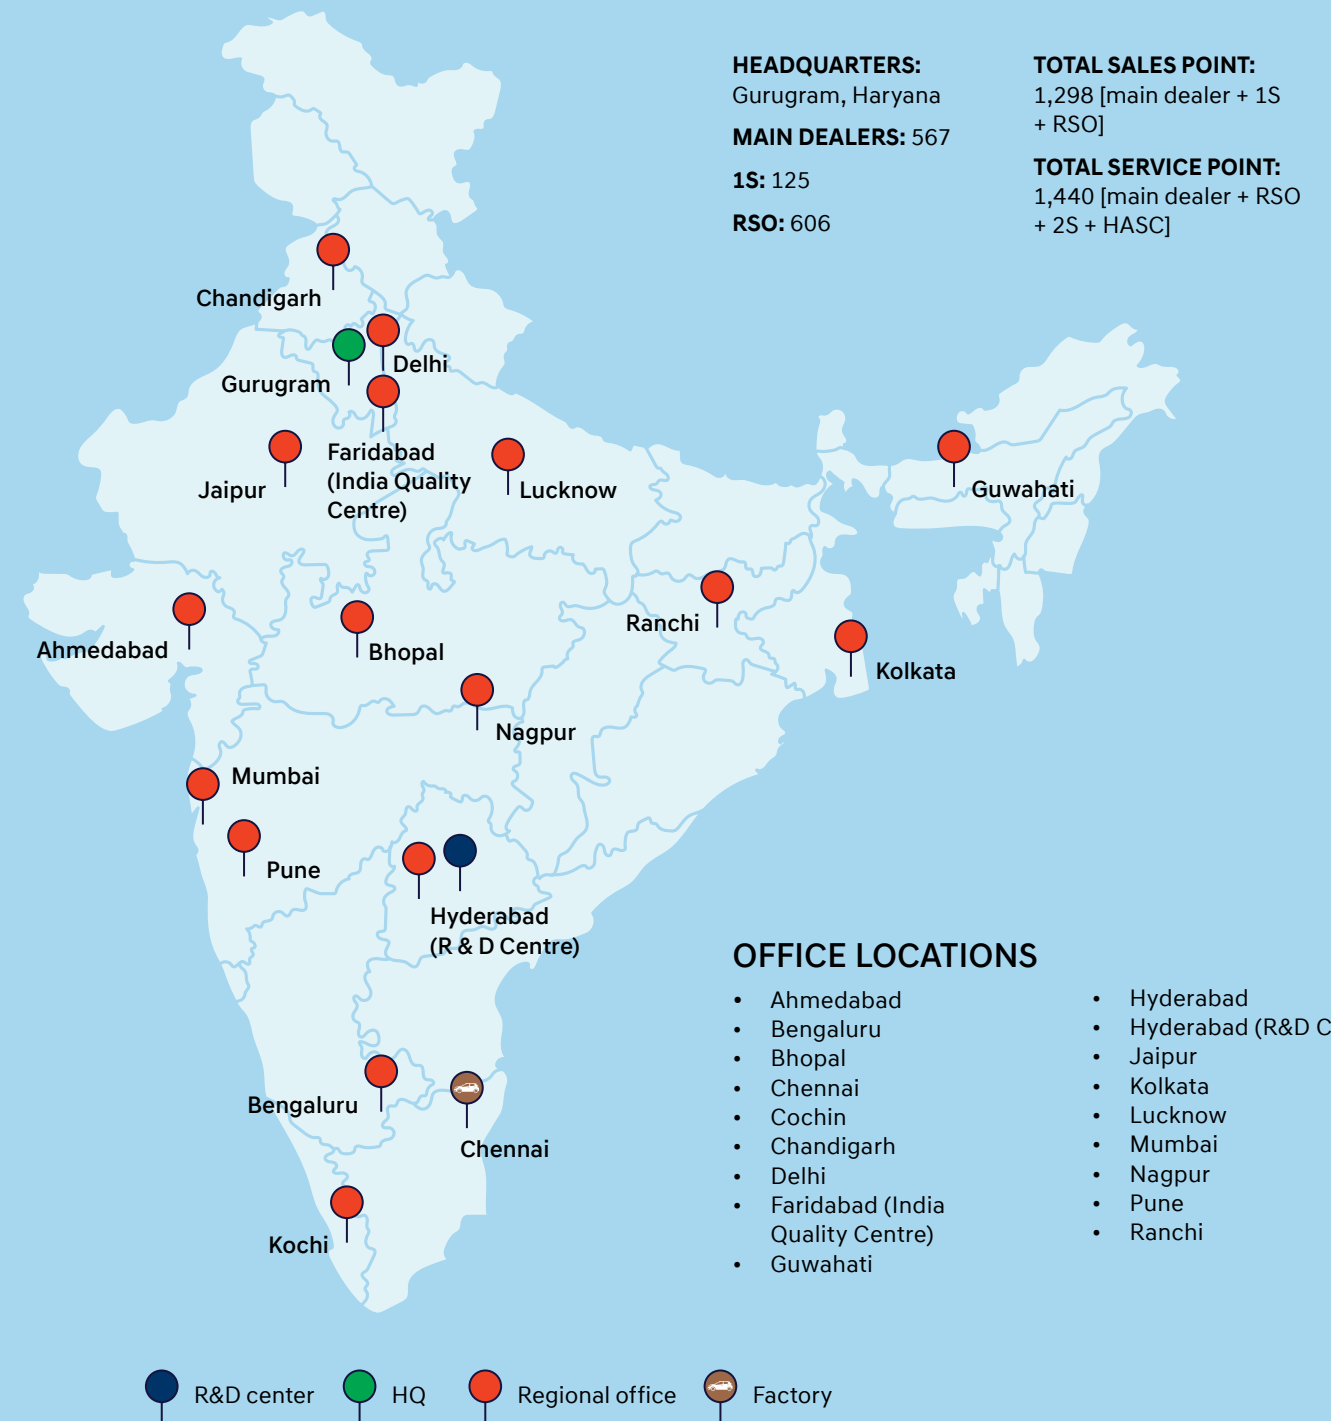 HEADQUARTERS:
Gurugram, Haryana
MAIN DEALERS: 567
1S: 125
RSO: 606
TOTAL SALES POINT:
1,298 [main dealer + 1S
+ RSO]
TOTAL SERVICE POINT:
1,440 [main dealer + RSO
+ 2S + HASC]
Chandigarh
Delhi
Gurugram
Faridabad
(India Quality
Centre)
Jaipur
Lucknow
Guwahati
Ahmedabad
Bhopal
Ranchi
Kolkata
Nagpur
Mumbai
Pune
Hyderabad
(R & D Centre)
Bengaluru
Chennai
Kochi
OFFICE LOCATIONS
• Ahmedabad
• Bengaluru
• Bhopal
• Chennai
• Cochin
• Chandigarh
• Delhi
• Faridabad (India
Quality Centre)
• Guwahati
• Hyderabad
• Hyderabad (R&D C
• Jaipur
• Kolkata
• Lucknow
• Mumbai
• Nagpur
• Pune
• Ranchi
R&D center
HQ
Regional office
Factory